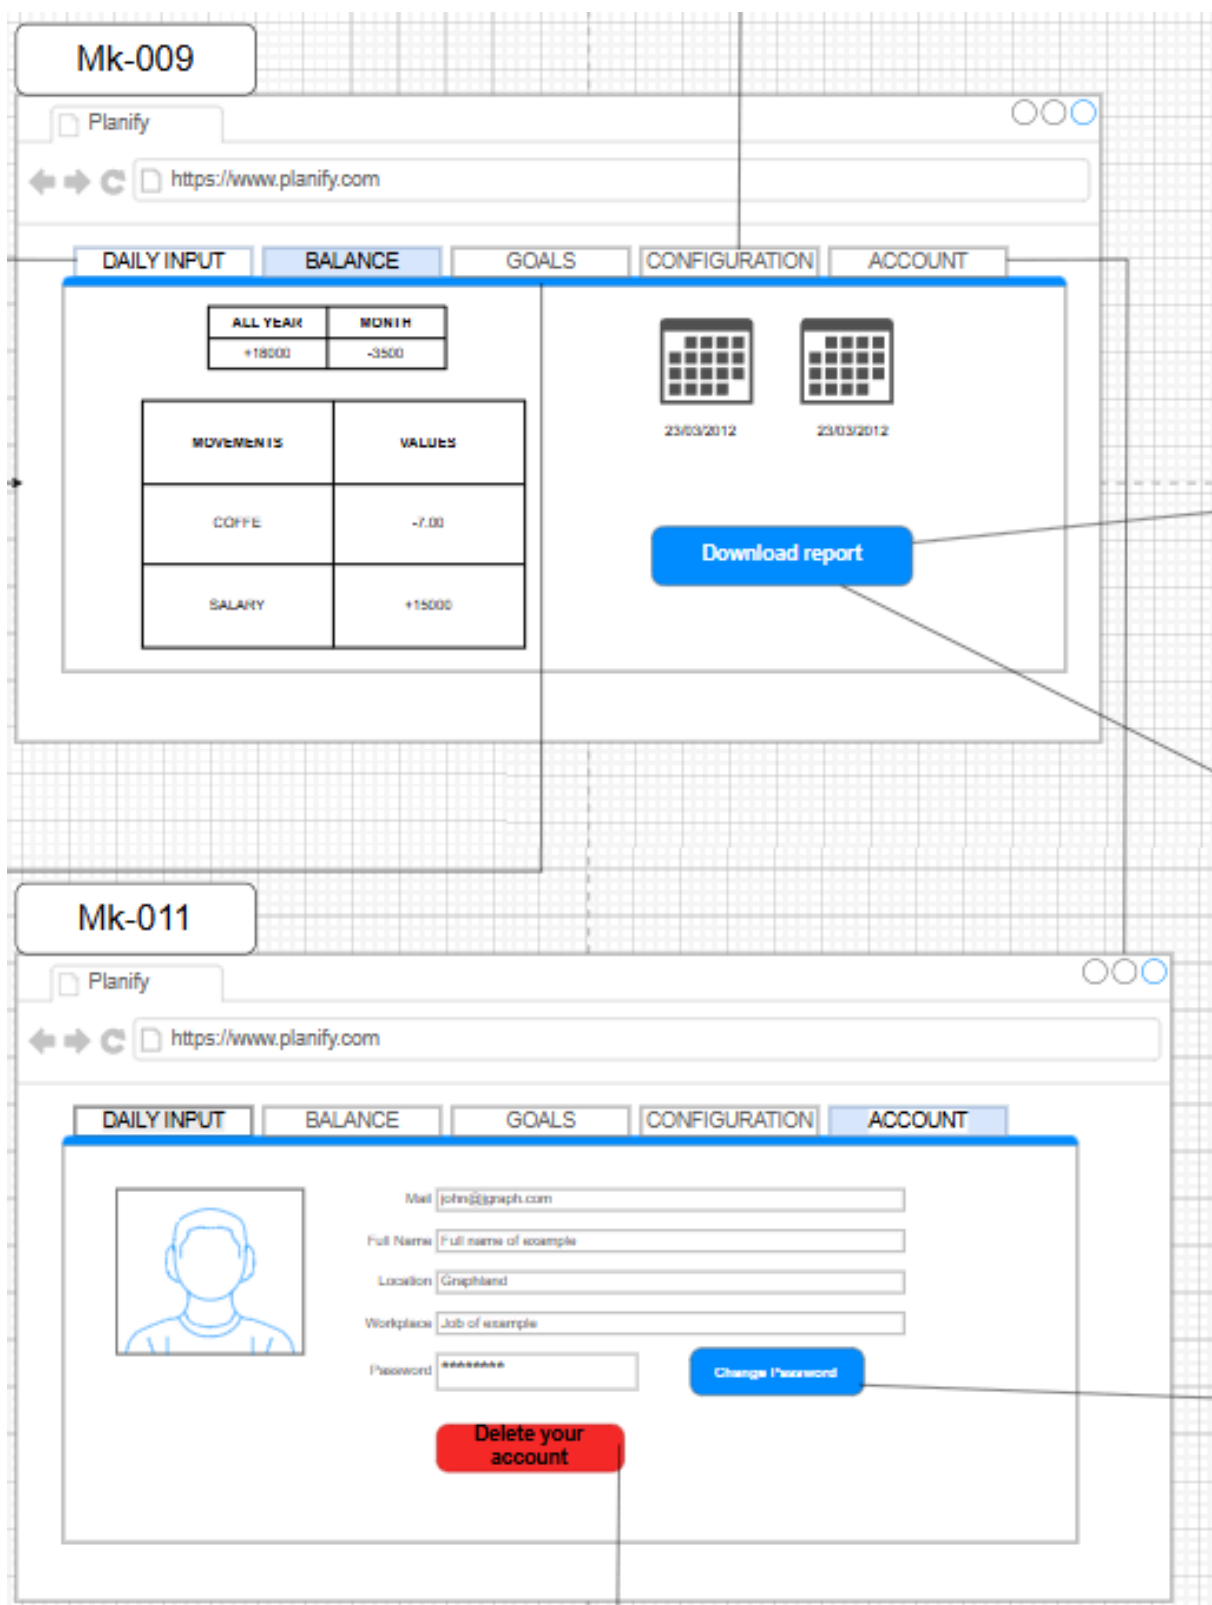 Mk-009
Planify
https://www.planify.com
DAILY INPUT
BALANCE
GOALS
CONFIGURATION
ACCOUNT
ALL YEAR
MONTH
+18000
-3500
MOVEMENTS
VALUES
COFFE
-7.00
SALARY
+15000
23/03/2012
23/03/2012
Download report
Mk-011
Planify
https://www.planify.com
DAILY INPUT
BALANCE
GOALS
CONFIGURATION
ACCOUNT
Mail
john@jgraph.com
Full Name
Full name of example
Location
Graphland
Workplace
Job of example
Password
********
Change Password
Delete your
account